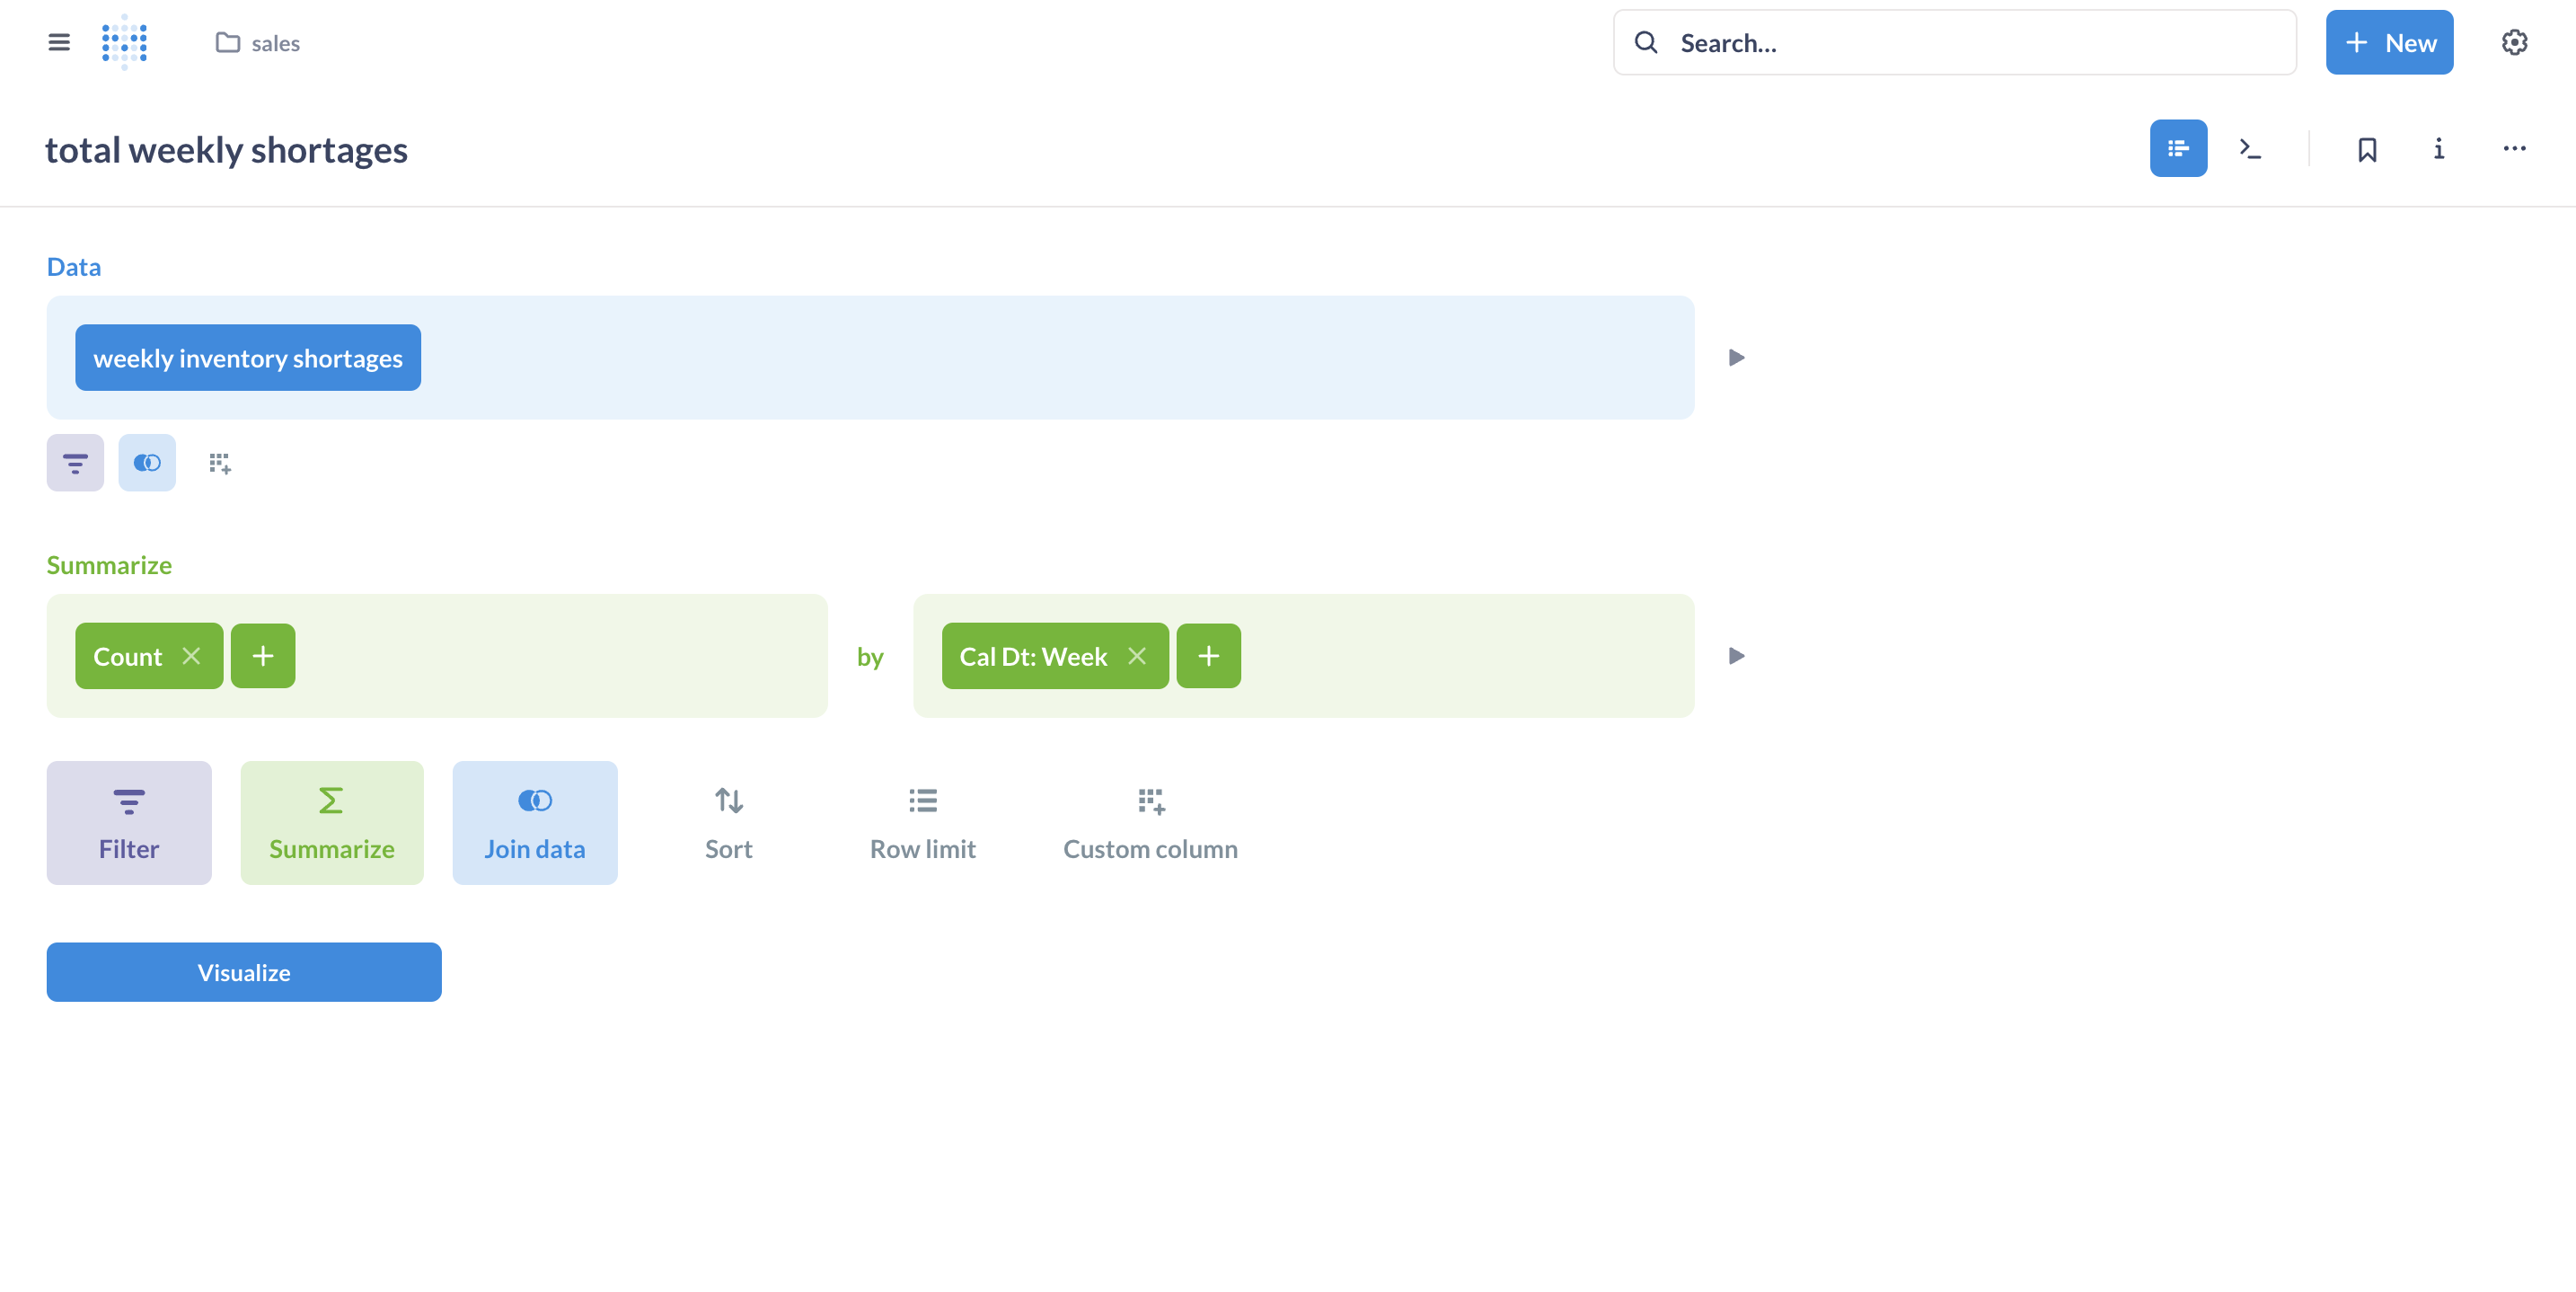 sales
Search...
New
total weekly shortages
Data
weekly inventory shortages
Summarize
Count
by
Cal Dt: Week
Filter
Summarize
Join data
Sort
Row limit
Custom column
Visualize